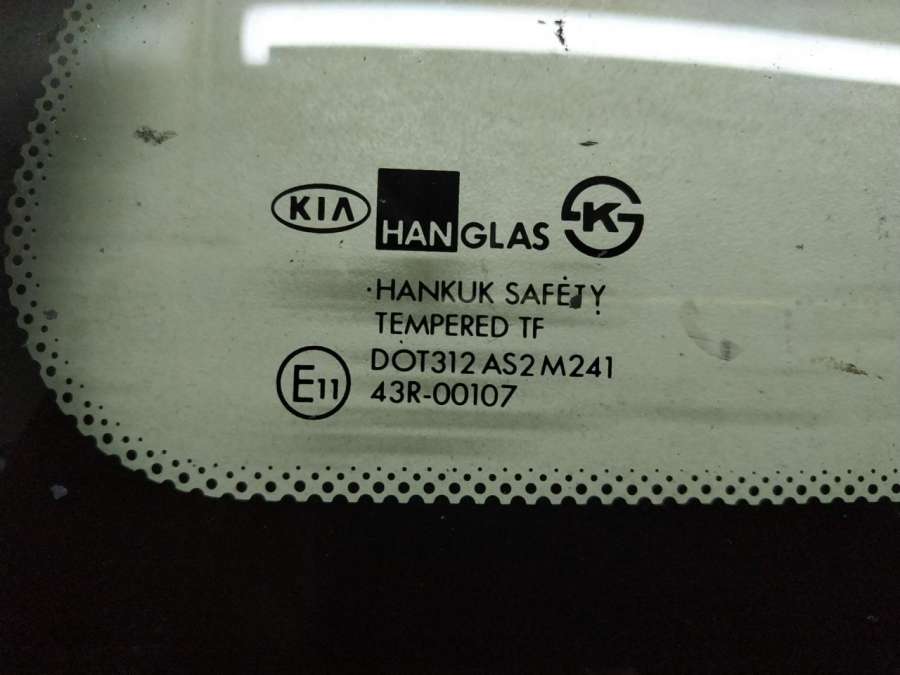 KIA HANGLAS K
HANKUK SAFETY
TEMPERED TF
DOT312 AS2 M241
E11 43R-00107